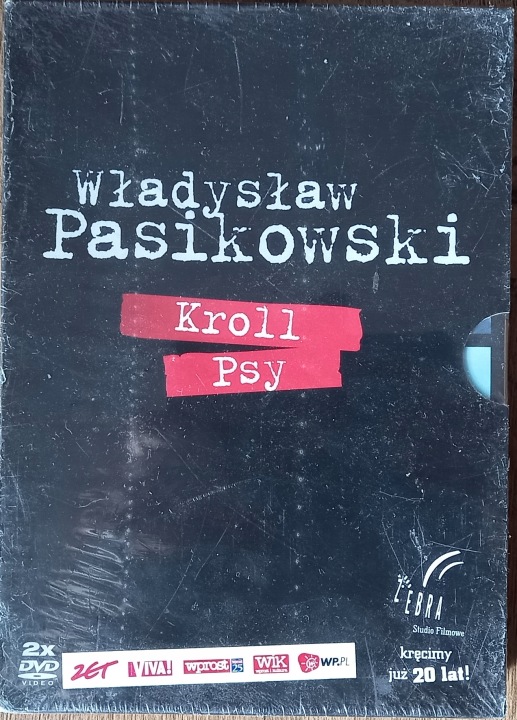 Władysław
Pasikowski
Kroll
Psy
ZEBRA
Studio Filmowe
kręcimy
już 20 lat!
2x
DVD
VIDEO
ZET VIVA! wprost 25 WiK WP.PL